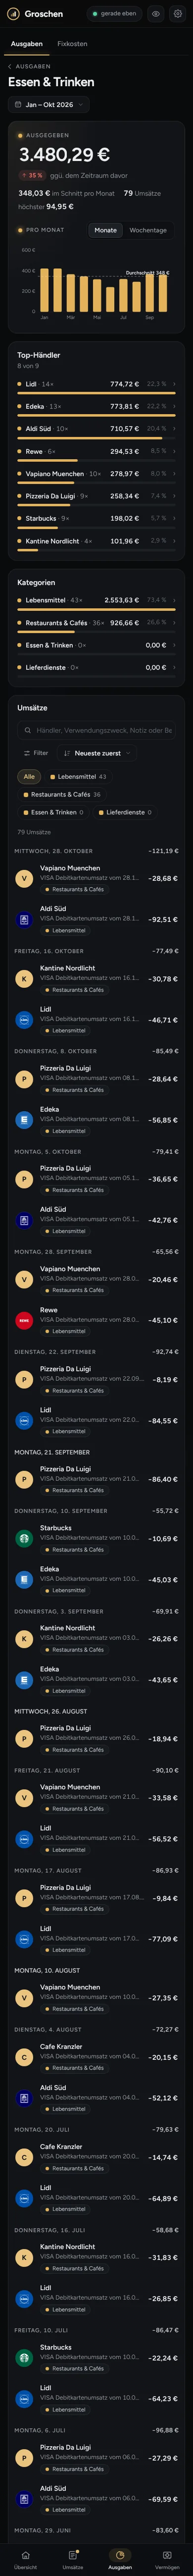 Groschen
gerade eben
Ausgaben
Fixkosten
AUSGABEN
Essen & Trinken
Jan – Okt 2026
AUSGEGEBEN
3.480,29 €
↑ 35 % ggü. dem Zeitraum davor
348,03 € im Schnitt pro Monat 79 Umsätze
höchster 94,95 €
PRO MONAT
Monate
Wochentage
600 €
Durchschnitt 348 €
400 €
200 €
0
Jan Mär Mai Jul Sep
Top-Händler
8 von 9
Lidl · 14× 774,72 € 22,3 %
Edeka · 13× 773,81 € 22,2 %
Aldi Süd · 10× 710,57 € 20,4 %
Rewe · 6× 294,53 € 8,5 %
Vapiano Muenchen · 10× 278,97 € 8,0 %
Pizzeria Da Luigi · 9× 258,34 € 7,4 %
Starbucks · 9× 198,02 € 5,7 %
Kantine Nordlicht · 4× 101,96 € 2,9 %
Kategorien
Lebensmittel · 43× 2.553,63 € 73,4 %
Restaurants & Cafés · 36× 926,66 € 26,6 %
Essen & Trinken · 0× 0,00 €
Lieferdienste · 0× 0,00 €
Umsätze
Händler, Verwendungszweck, Notiz oder Be
Filter
Neueste zuerst
Alle
Lebensmittel 43
Restaurants & Cafés 36
Essen & Trinken 0
Lieferdienste 0
79 Umsätze
MITTWOCH, 28. OKTOBER −121,19 €
V
Vapiano Muenchen
VISA Debitkartenumsatz vom 28.1... −28,68 €
Restaurants & Cafés
Aldi Süd
VISA Debitkartenumsatz vom 28.1... −92,51 €
Lebensmittel
FREITAG, 16. OKTOBER −77,49 €
K
Kantine Nordlicht
VISA Debitkartenumsatz vom 16.1... −30,78 €
Restaurants & Cafés
Lidl
VISA Debitkartenumsatz vom 16.1... −46,71 €
Lebensmittel
DONNERSTAG, 8. OKTOBER −85,49 €
P
Pizzeria Da Luigi
VISA Debitkartenumsatz vom 08.1... −28,64 €
Restaurants & Cafés
Edeka
VISA Debitkartenumsatz vom 08.1... −56,85 €
Lebensmittel
MONTAG, 5. OKTOBER −79,41 €
P
Pizzeria Da Luigi
VISA Debitkartenumsatz vom 05.1... −36,65 €
Restaurants & Cafés
Aldi Süd
VISA Debitkartenumsatz vom 05.1... −42,76 €
Lebensmittel
MONTAG, 28. SEPTEMBER −65,56 €
V
Vapiano Muenchen
VISA Debitkartenumsatz vom 28.0... −20,46 €
Restaurants & Cafés
REWE
Rewe
VISA Debitkartenumsatz vom 28.0... −45,10 €
Lebensmittel
DIENSTAG, 22. SEPTEMBER −92,74 €
P
Pizzeria Da Luigi
VISA Debitkartenumsatz vom 22.09... −8,19 €
Restaurants & Cafés
Lidl
VISA Debitkartenumsatz vom 22.0... −84,55 €
Lebensmittel
MONTAG, 21. SEPTEMBER
P
Pizzeria Da Luigi
VISA Debitkartenumsatz vom 21.0... −86,40 €
Restaurants & Cafés
DONNERSTAG, 10. SEPTEMBER −55,72 €
Starbucks
VISA Debitkartenumsatz vom 10.0... −10,69 €
Restaurants & Cafés
Edeka
VISA Debitkartenumsatz vom 10.0... −45,03 €
Lebensmittel
DONNERSTAG, 3. SEPTEMBER −69,91 €
K
Kantine Nordlicht
VISA Debitkartenumsatz vom 03.0... −26,26 €
Restaurants & Cafés
Edeka
VISA Debitkartenumsatz vom 03.0... −43,65 €
Lebensmittel
MITTWOCH, 26. AUGUST
P
Pizzeria Da Luigi
VISA Debitkartenumsatz vom 26.0... −18,94 €
Restaurants & Cafés
FREITAG, 21. AUGUST −90,10 €
V
Vapiano Muenchen
VISA Debitkartenumsatz vom 21.0... −33,58 €
Restaurants & Cafés
Lidl
VISA Debitkartenumsatz vom 21.0... −56,52 €
Lebensmittel
MONTAG, 17. AUGUST −86,93 €
P
Pizzeria Da Luigi
VISA Debitkartenumsatz vom 17.08... −9,84 €
Restaurants & Cafés
Lidl
VISA Debitkartenumsatz vom 17.0... −77,09 €
Lebensmittel
MONTAG, 10. AUGUST
V
Vapiano Muenchen
VISA Debitkartenumsatz vom 10.0... −27,35 €
Restaurants & Cafés
DIENSTAG, 4. AUGUST −72,27 €
C
Cafe Kranzler
VISA Debitkartenumsatz vom 04.0... −20,15 €
Restaurants & Cafés
Aldi Süd
VISA Debitkartenumsatz vom 04.0... −52,12 €
Lebensmittel
MONTAG, 20. JULI −79,63 €
C
Cafe Kranzler
VISA Debitkartenumsatz vom 20.0... −14,74 €
Restaurants & Cafés
Lidl
VISA Debitkartenumsatz vom 20.0... −64,89 €
Lebensmittel
DONNERSTAG, 16. JULI −58,68 €
K
Kantine Nordlicht
VISA Debitkartenumsatz vom 16.0... −31,83 €
Restaurants & Cafés
Lidl
VISA Debitkartenumsatz vom 16.0... −26,85 €
Lebensmittel
FREITAG, 10. JULI −86,47 €
Starbucks
VISA Debitkartenumsatz vom 10.0... −22,24 €
Restaurants & Cafés
Lidl
VISA Debitkartenumsatz vom 10.0... −64,23 €
Lebensmittel
MONTAG, 6. JULI −96,88 €
P
Pizzeria Da Luigi
VISA Debitkartenumsatz vom 06.0... −27,29 €
Restaurants & Cafés
Aldi Süd
VISA Debitkartenumsatz vom 06.0... −69,59 €
Lebensmittel
MONTAG, 29. JUNI −83,60 €
Übersicht
Umsätze
Ausgaben
Vermögen